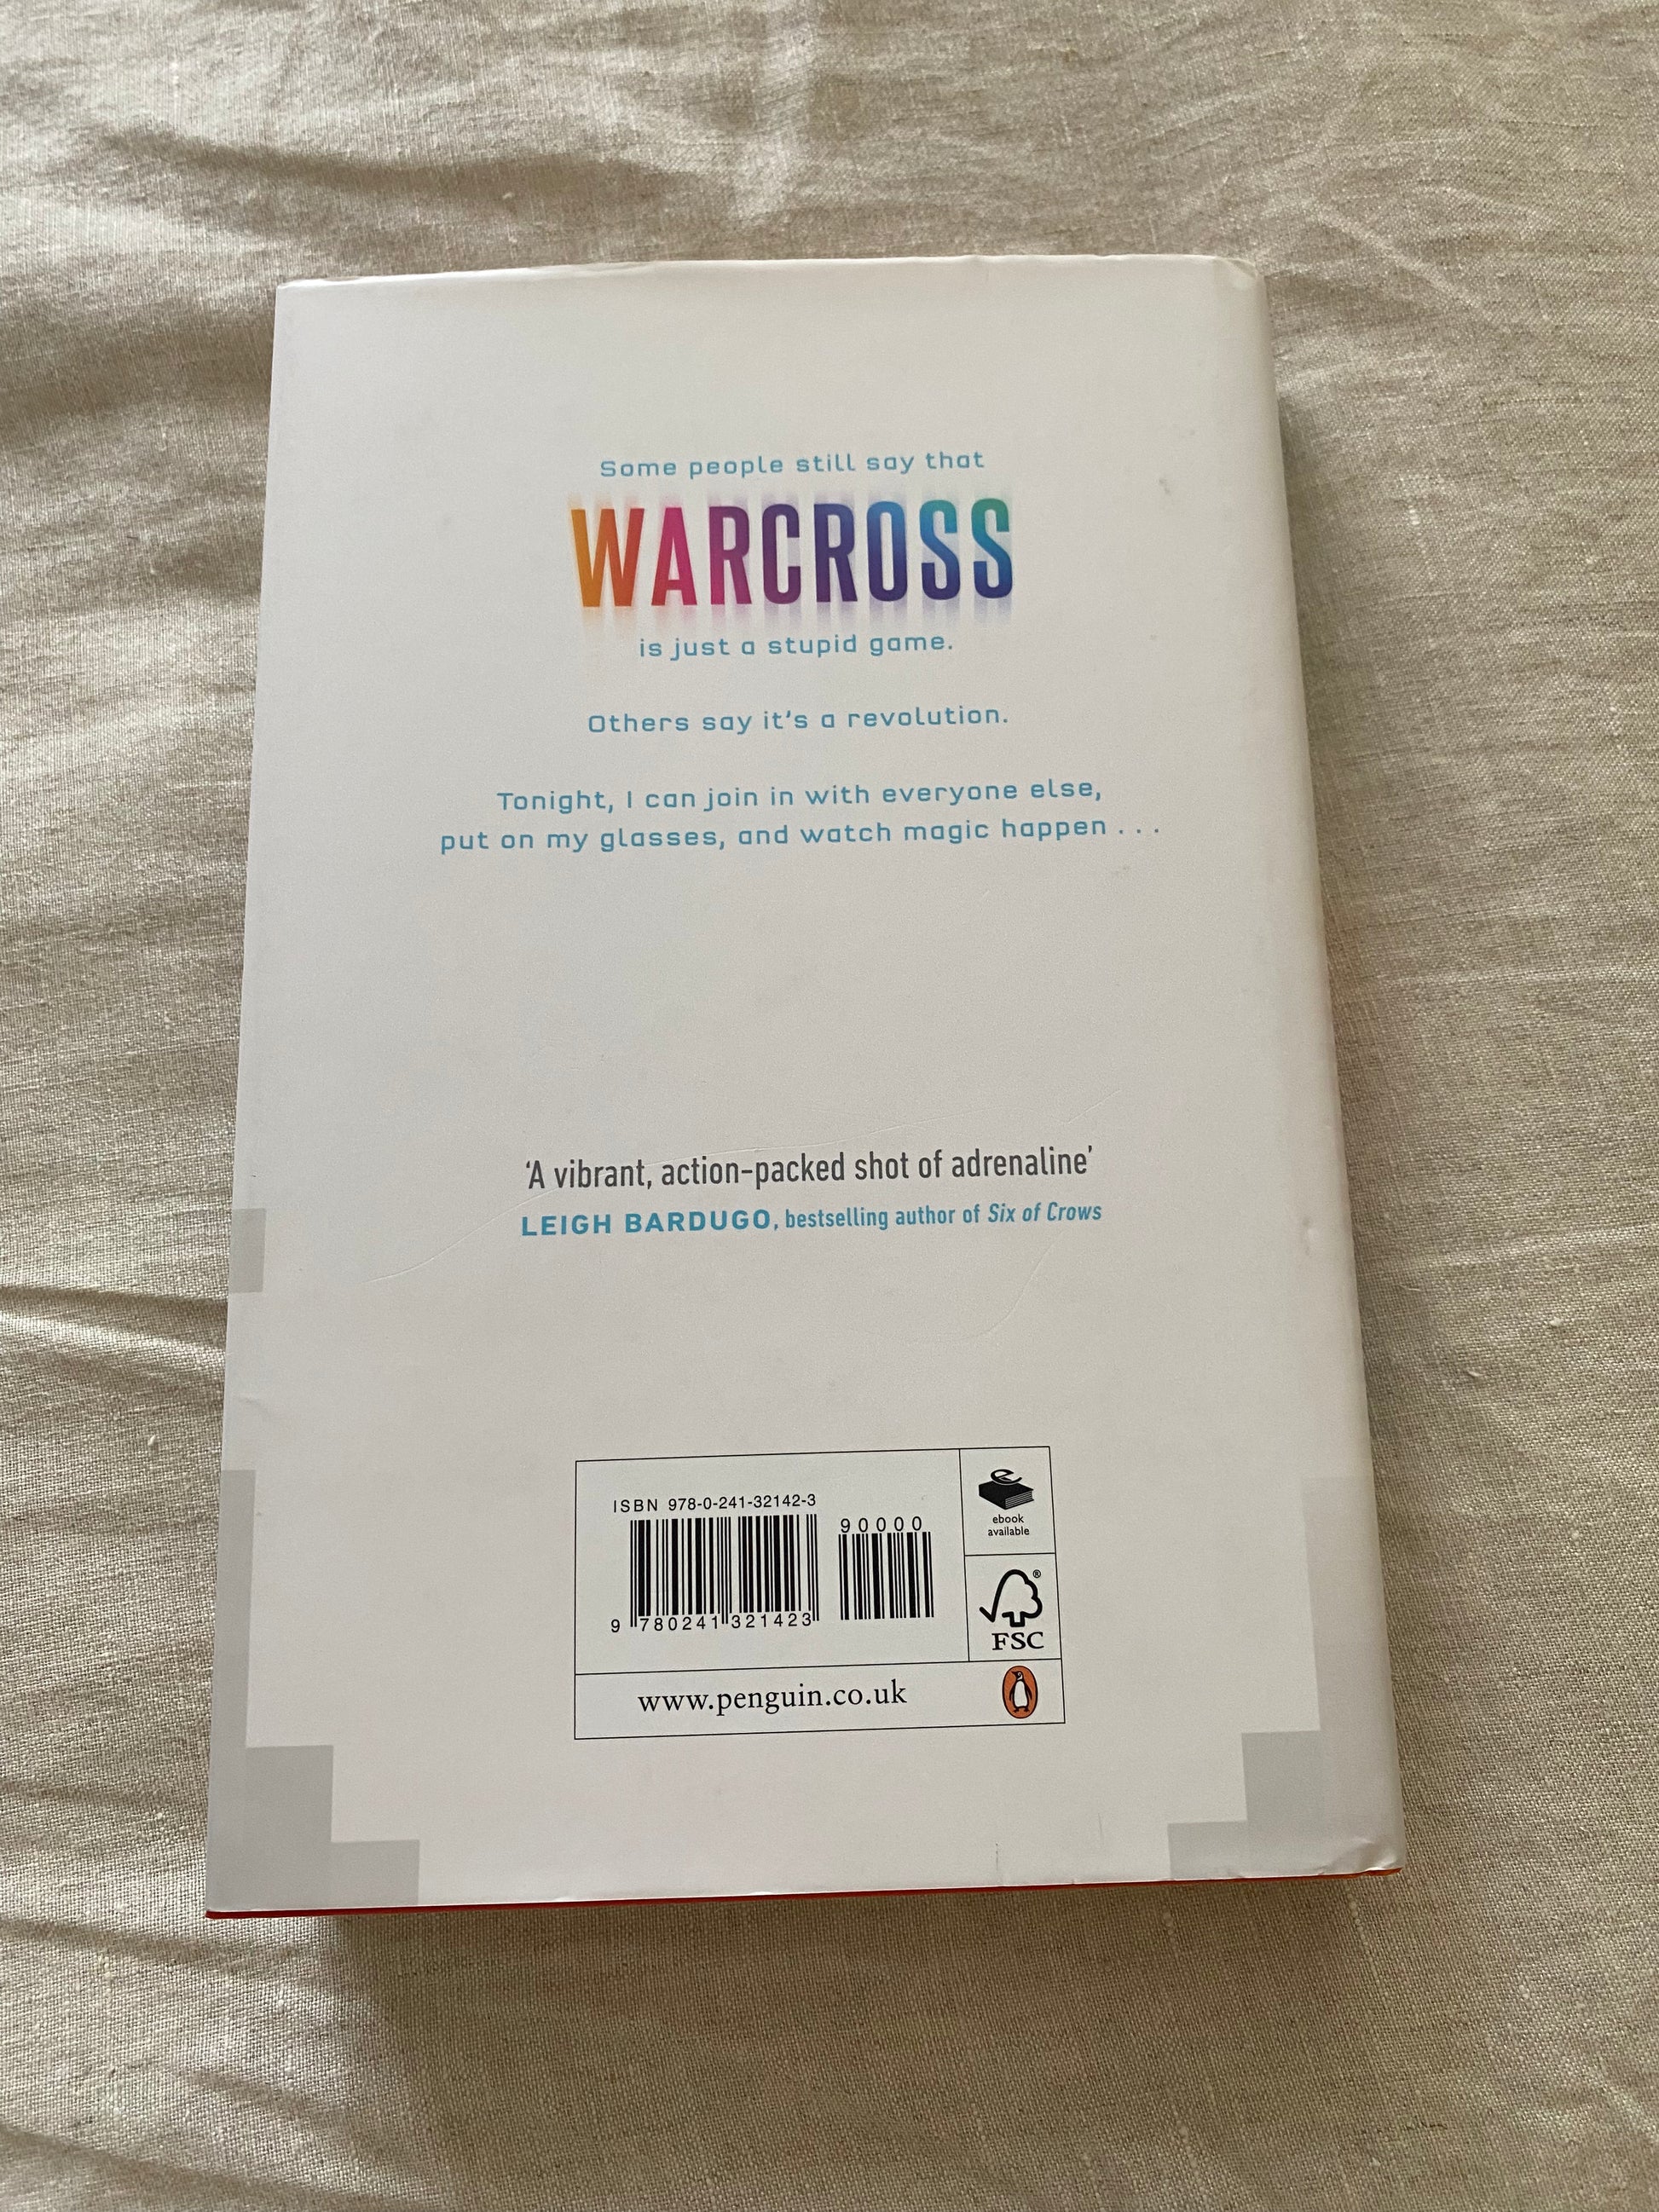 Some people still say that
WARCROSS
is just a stupid game.
Others say it's a revolution.
Tonight, I can join in with everyone else,
put on my glasses, and watch magic happen . . .
‘A vibrant, action-packed shot of adrenaline’
LEIGH BARDUGO, bestselling author of Six of Crows
ISBN 978-0-241-32142-3
90000
9 780241 321423
ebook
available
®
FSC
www.penguin.co.uk